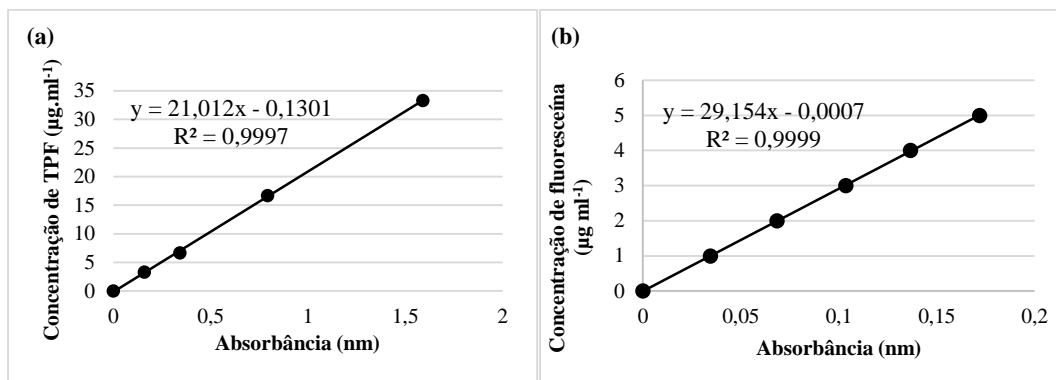 (a)
Concentração de TPF (µg.ml-1)
35
30
25
20
15
10
5
0
y = 21,012x - 0,1301
R² = 0,9997
0
0,5
1
1,5
2
Absorbância (nm)
(b)
Concentração de fluoresceína
(µg ml-1)
6
5
4
3
2
1
0
y = 29,154x - 0,0007
R² = 0,9999
0
0,05
0,1
0,15
0,2
Absorbância (nm)